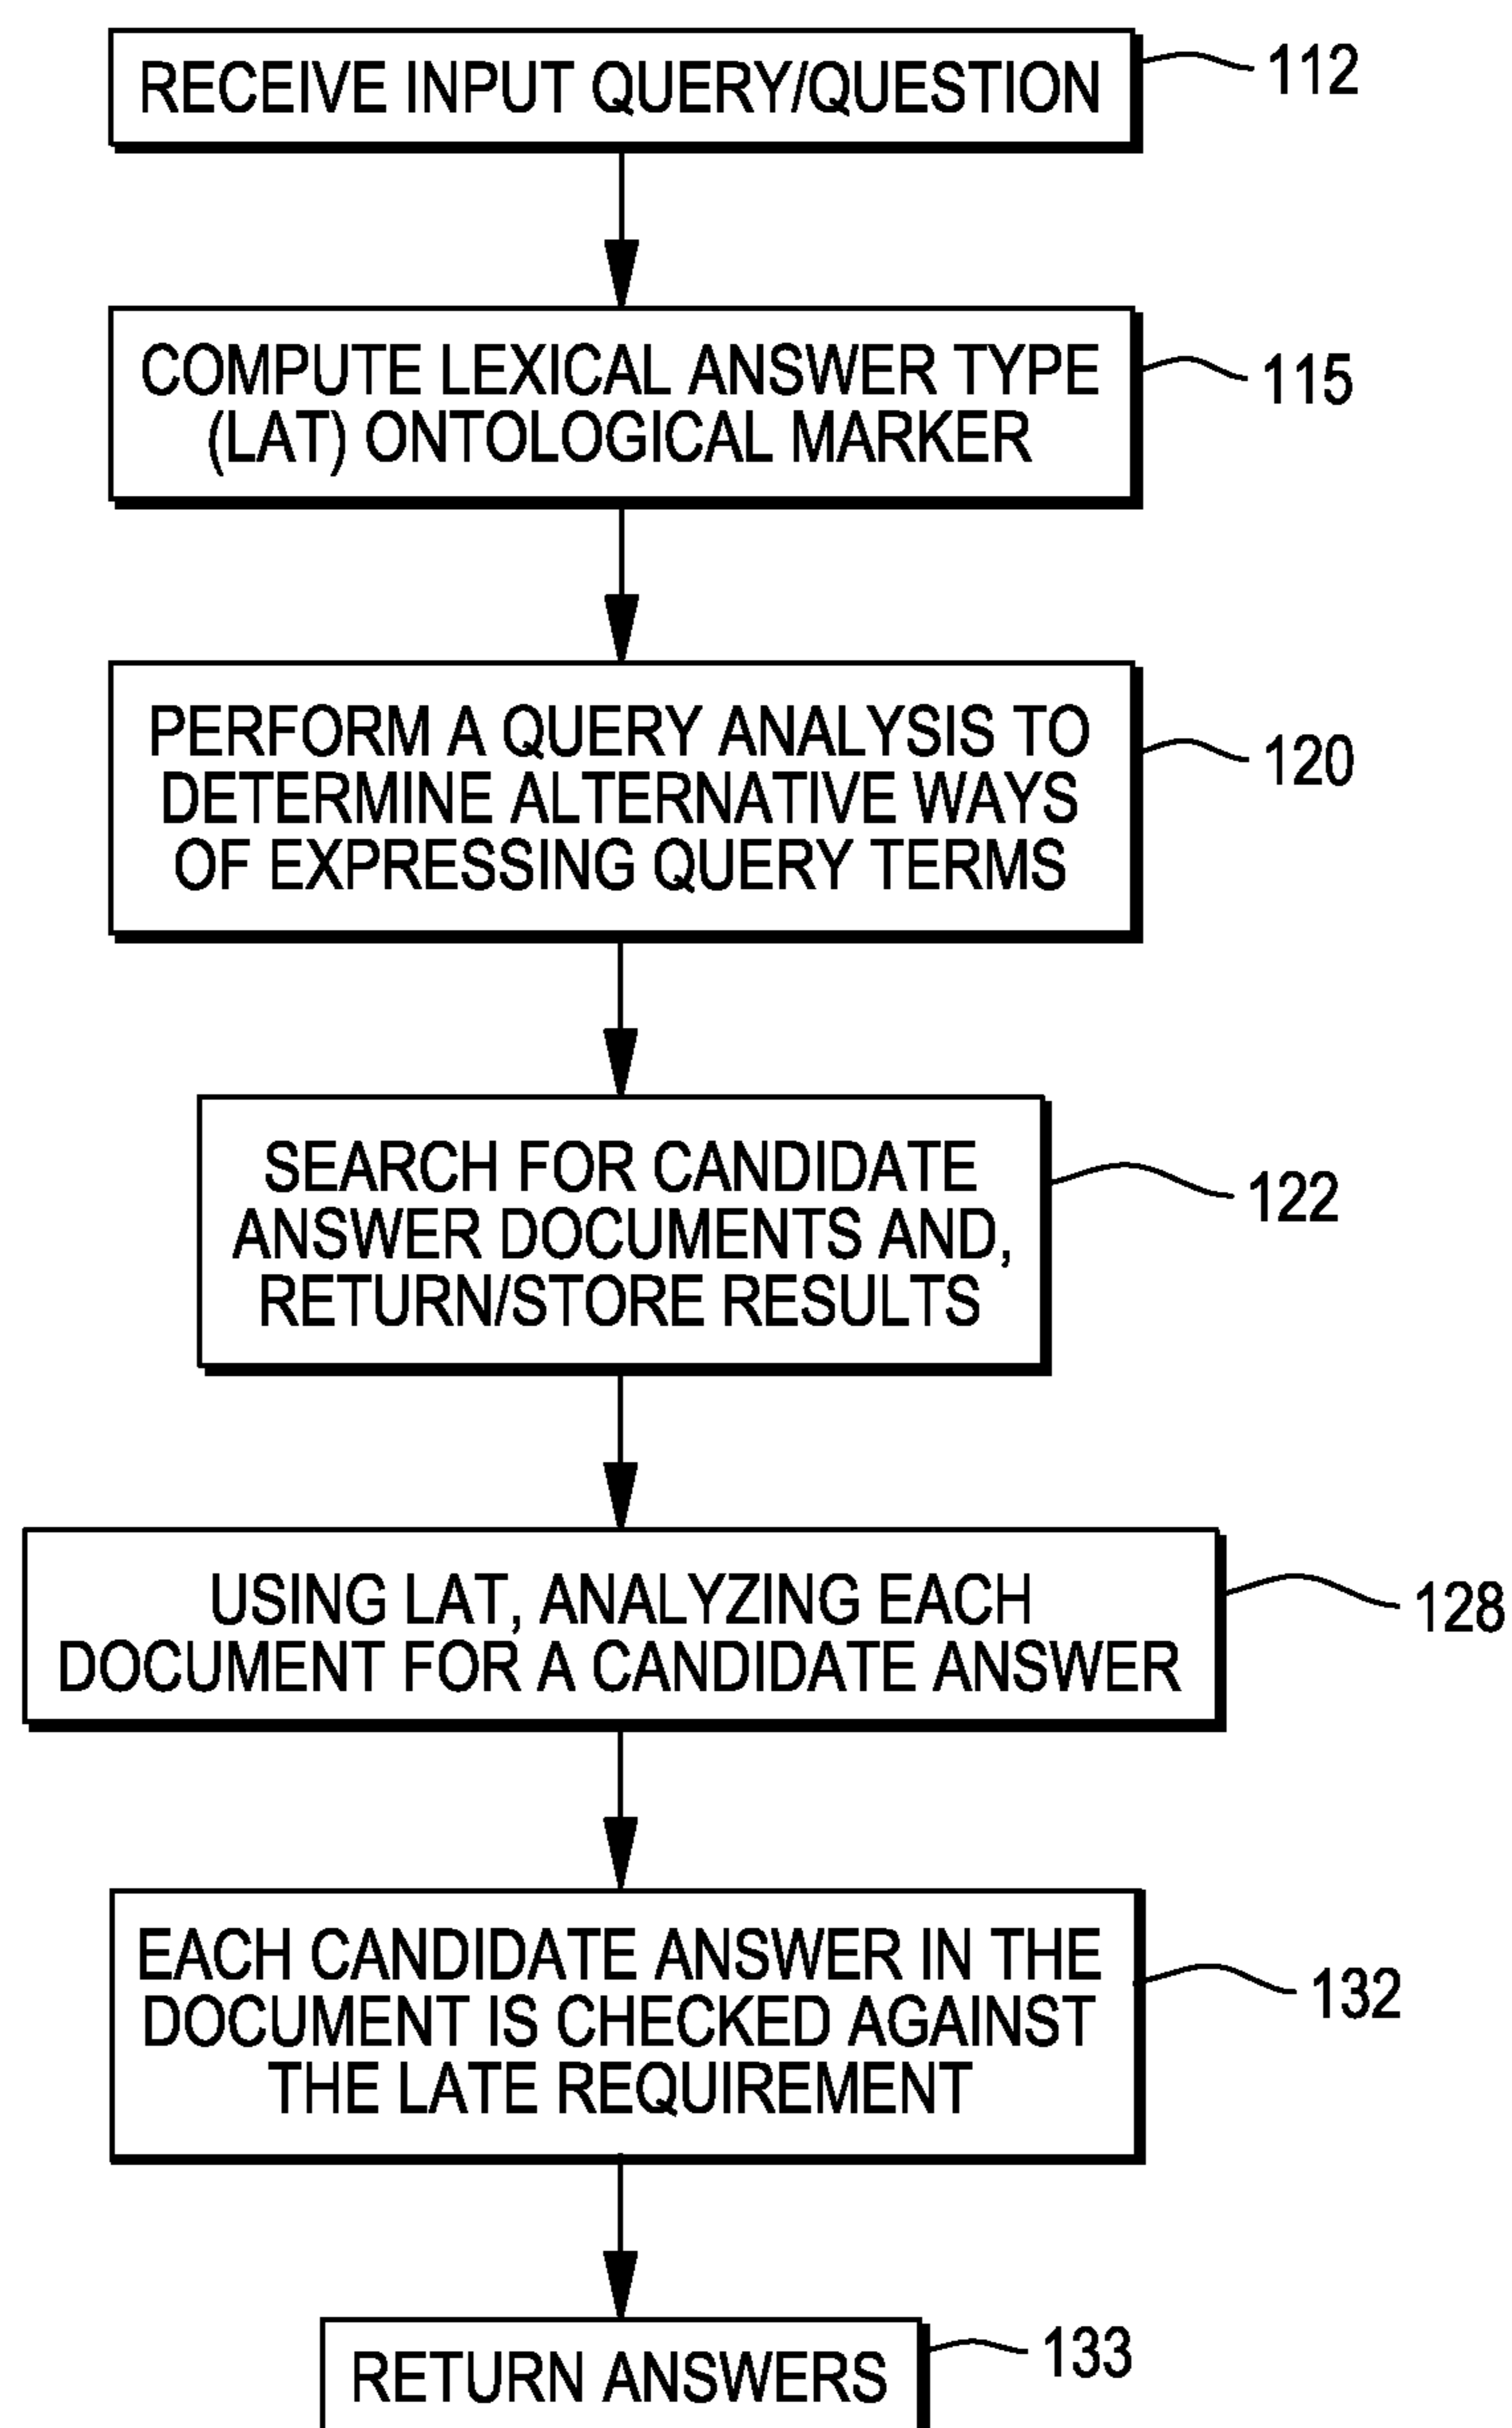 RECEIVE INPUT QUERY/QUESTION
112
COMPUTE LEXICAL ANSWER TYPE
(LAT) ONTOLOGICAL MARKER
115
PERFORM A QUERY ANALYSIS TO
DETERMINE ALTERNATIVE WAYS
OF EXPRESSING QUERY TERMS
120
SEARCH FOR CANDIDATE
ANSWER DOCUMENTS AND,
RETURN/STORE RESULTS
122
USING LAT, ANALYZING EACH
DOCUMENT FOR A CANDIDATE ANSWER
128
EACH CANDIDATE ANSWER IN THE
DOCUMENT IS CHECKED AGAINST
THE LATE REQUIREMENT
132
RETURN ANSWERS
133